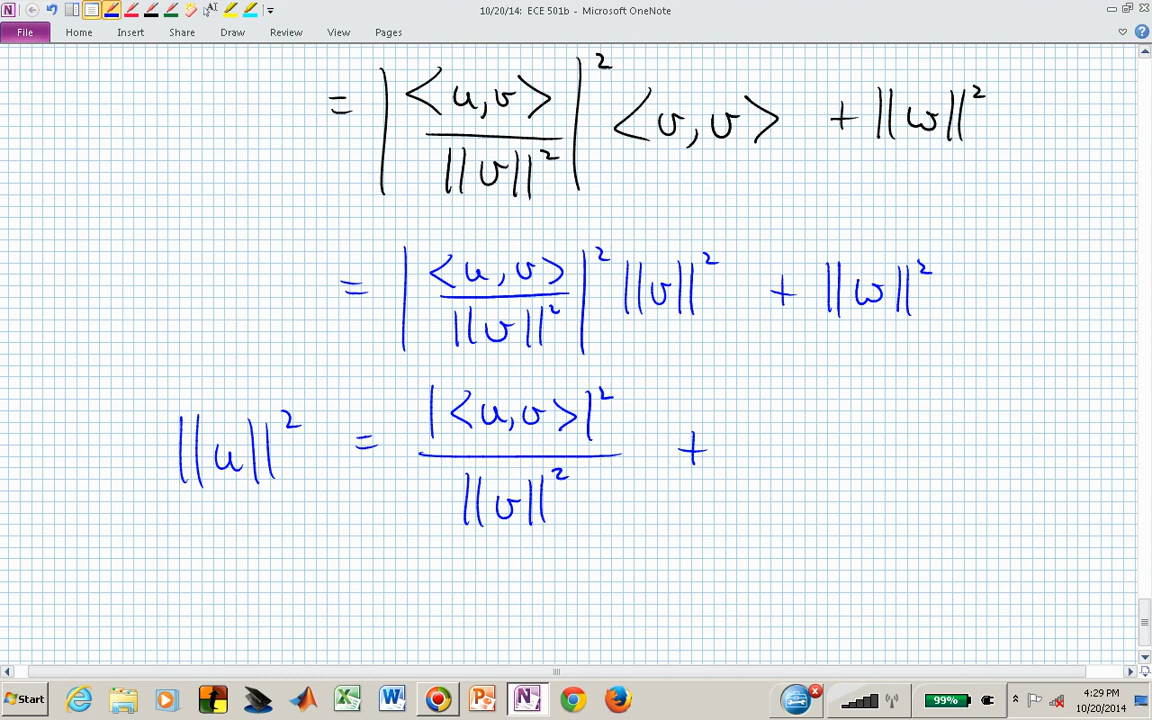 10/20/14: ECE 501b - Microsoft OneNote
File Home Insert Share Draw Review View Pages
= |<u,v> / ||v||²|² <v,v> + ||w||²
= |<u,v> / ||v||²|² ||v||² + ||w||²
||u||² = |<u,v>|² / ||v||² +
Start 99% 4:29 PM
10/20/2014